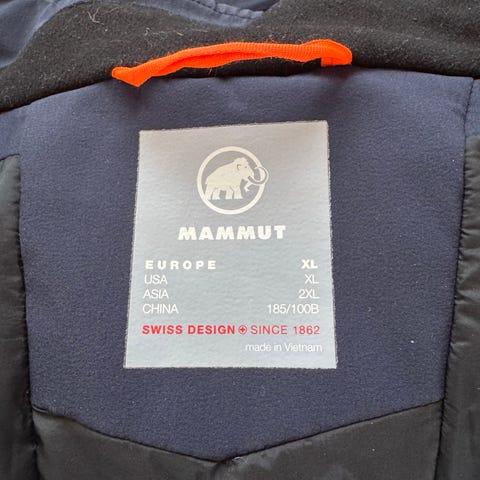 MAMMUT
EUROPE XL
USA XL
ASIA 2XL
CHINA 185/100B
SWISS DESIGN SINCE 1862
made in Vietnam